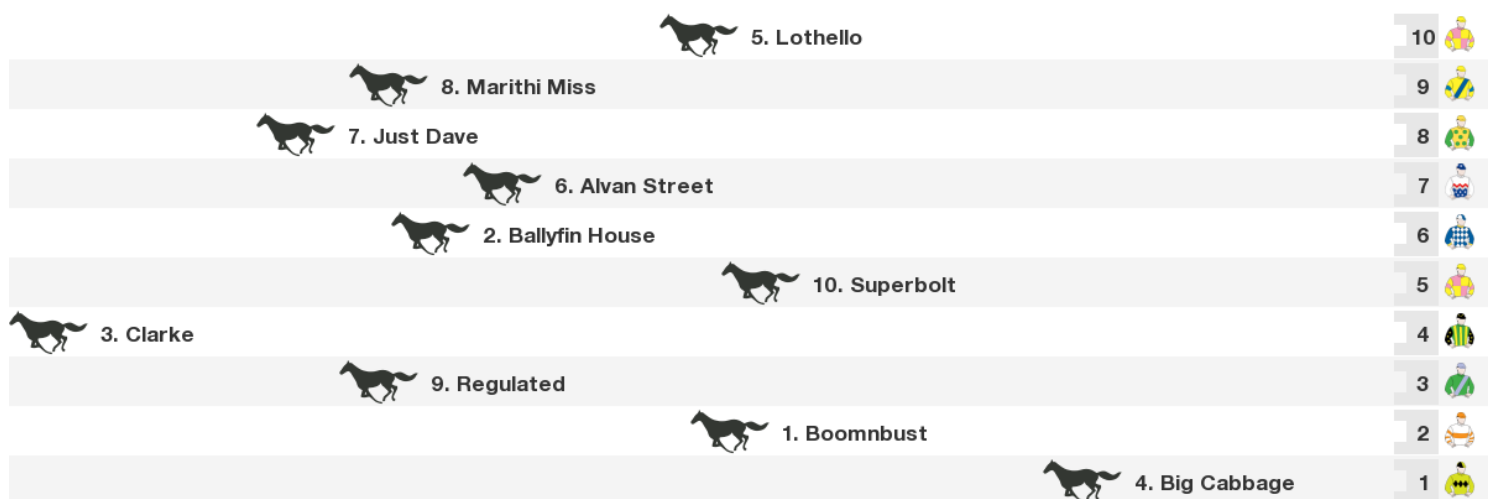 5. Lothello 10
8. Marithi Miss 9
7. Just Dave 8
6. Alvan Street 7
2. Ballyfin House 6
10. Superbolt 5
3. Clarke 4
9. Regulated 3
1. Boomnbust 2
4. Big Cabbage 1